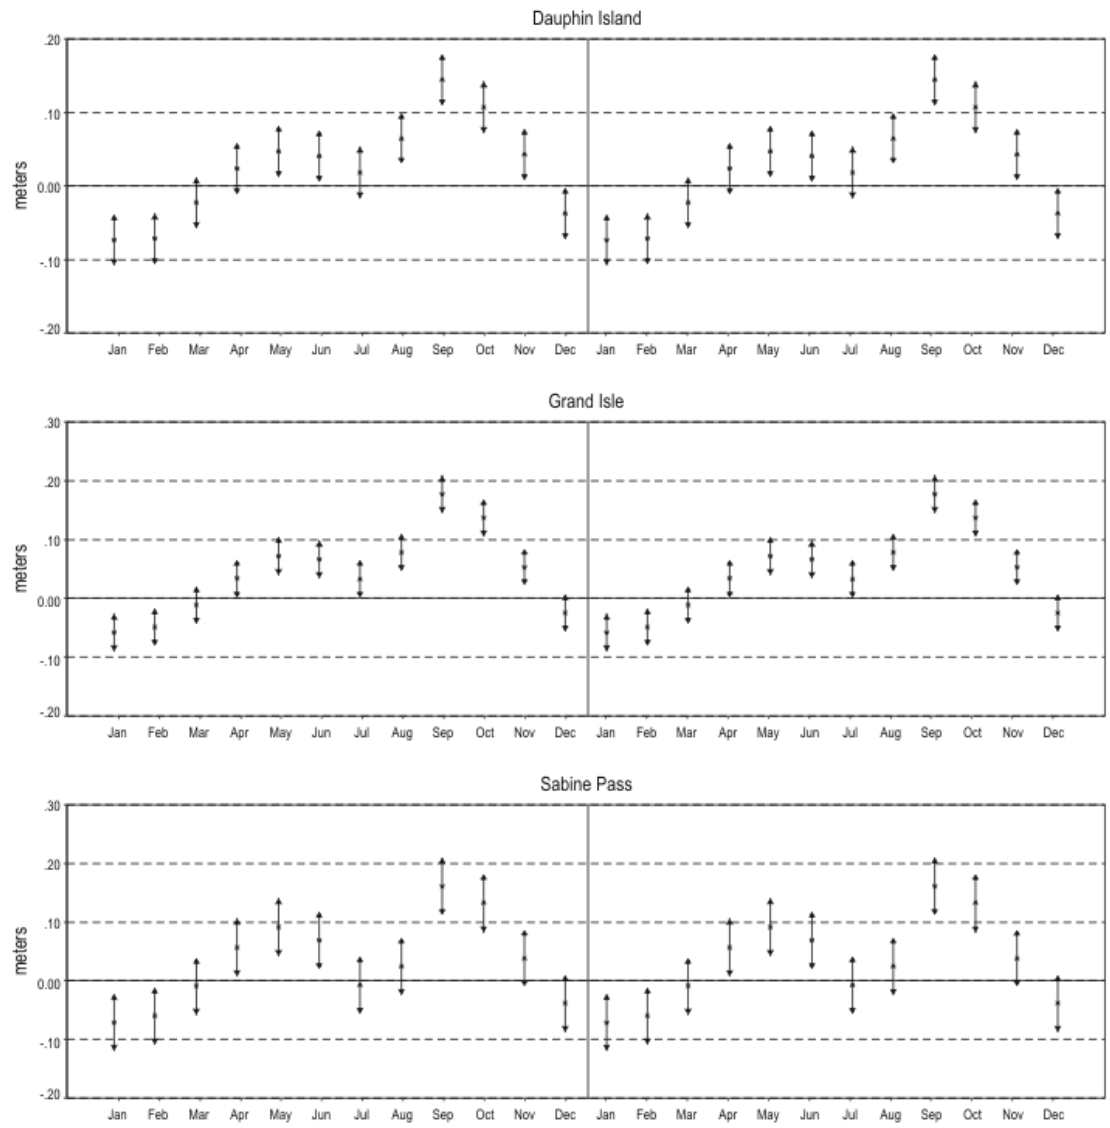 Dauphin Island
.20
.10
0.00
-.10
-.20
meters
Jan Feb Mar Apr May Jun Jul Aug Sep Oct Nov Dec Jan Feb Mar Apr May Jun Jul Aug Sep Oct Nov Dec
Grand Isle
.30
.20
.10
0.00
-.10
-.20
meters
Jan Feb Mar Apr May Jun Jul Aug Sep Oct Nov Dec Jan Feb Mar Apr May Jun Jul Aug Sep Oct Nov Dec
Sabine Pass
.30
.20
.10
0.00
-.10
-.20
meters
Jan Feb Mar Apr May Jun Jul Aug Sep Oct Nov Dec Jan Feb Mar Apr May Jun Jul Aug Sep Oct Nov Dec